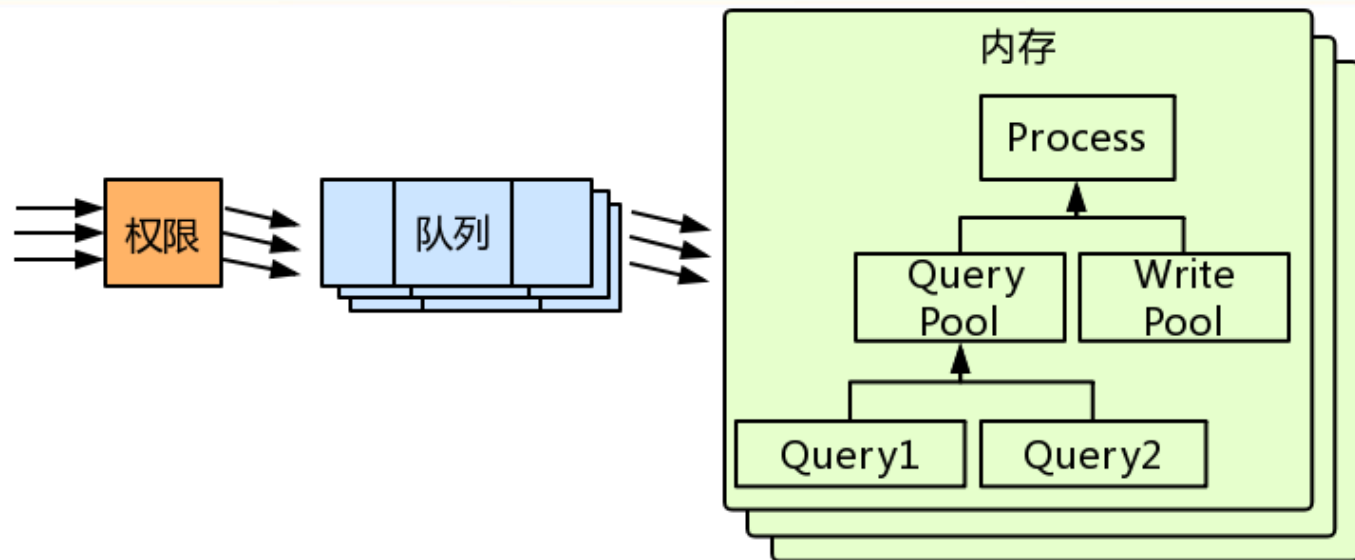 权限
队列
内存
Process
Query
Pool
Write
Pool
Query1
Query2